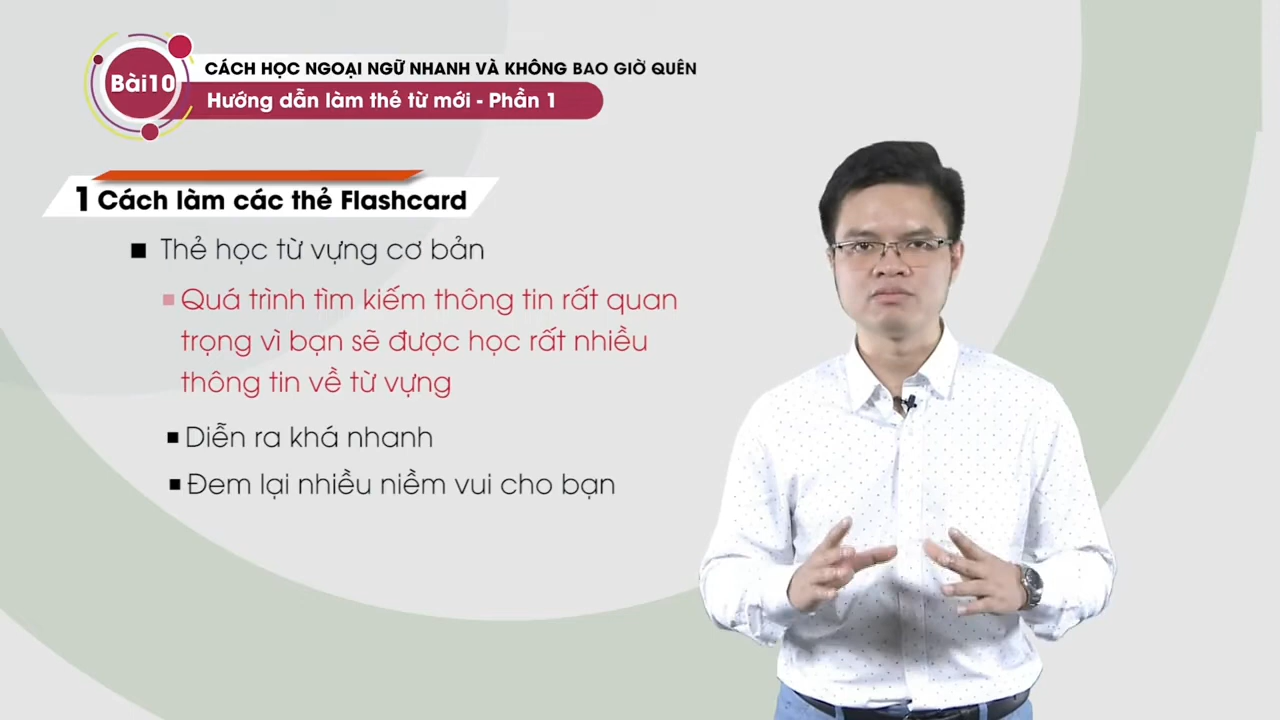 Bài10
CÁCH HỌC NGOẠI NGỮ NHANH VÀ KHÔNG BAO GIỜ QUÊN
Hướng dẫn làm thẻ từ mới - Phần 1
1 Cách làm các thẻ Flashcard
Thẻ học từ vựng cơ bản
Quá trình tìm kiếm thông tin rất quan
trọng vì bạn sẽ được học rất nhiều
thông tin về từ vựng
Diễn ra khá nhanh
Đem lại nhiều niềm vui cho bạn